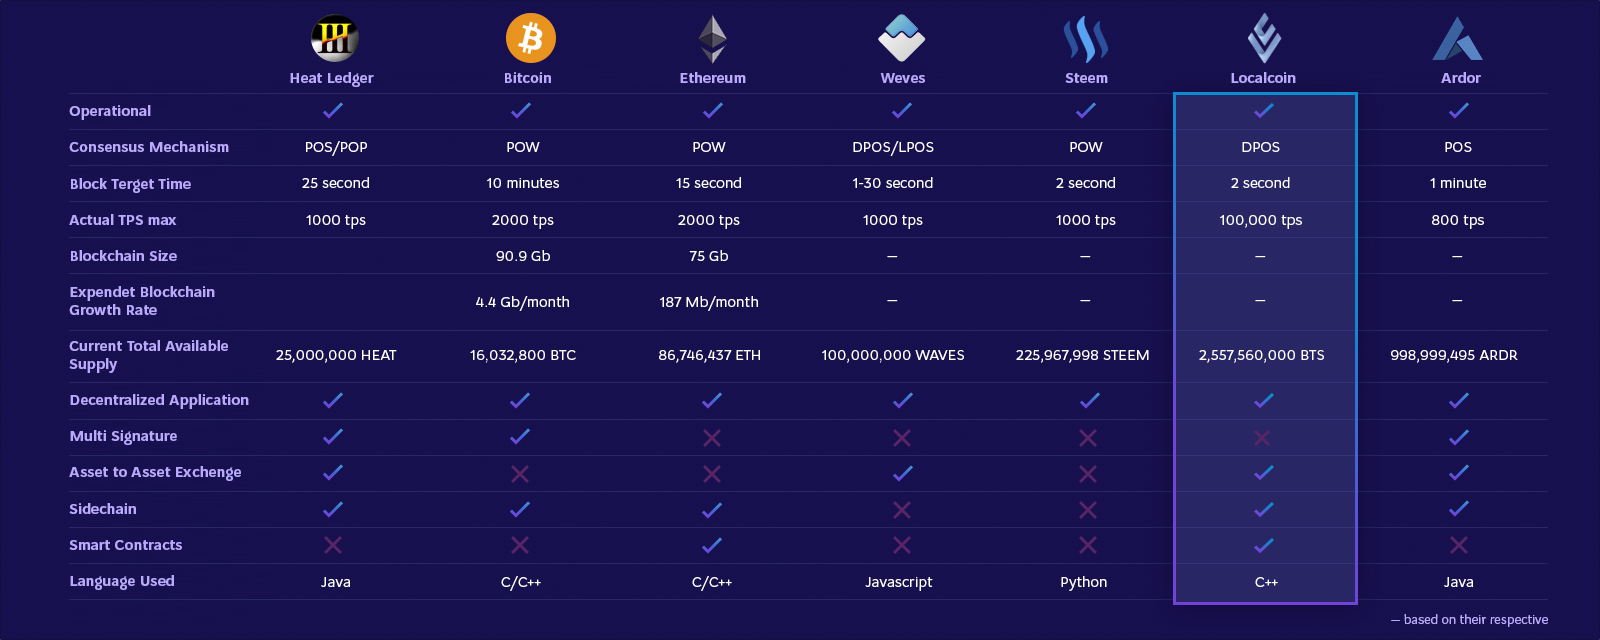 Heat Ledger Bitcoin Ethereum Weves Steem Localcoin Ardor
Operational
Consensus Mechanism POS/POP POW POW DPOS/LPOS POW DPOS POS
Block Terget Time 25 second 10 minutes 15 second 1-30 second 2 second 2 second 1 minute
Actual TPS max 1000 tps 2000 tps 2000 tps 1000 tps 1000 tps 100,000 tps 800 tps
Blockchain Size 90.9 Gb 75 Gb — — — —
Expendet Blockchain
Growth Rate 4.4 Gb/month 187 Mb/month — — — —
Current Total Available
Supply 25,000,000 HEAT 16,032,800 BTC 86,746,437 ETH 100,000,000 WAVES 225,967,998 STEEM 2,557,560,000 BTS 998,999,495 ARDR
Decentralized Application
Multi Signature
Asset to Asset Exchenge
Sidechain
Smart Contracts
Language Used Java C/C++ C/C++ Javascript Python C++ Java
— based on their respective